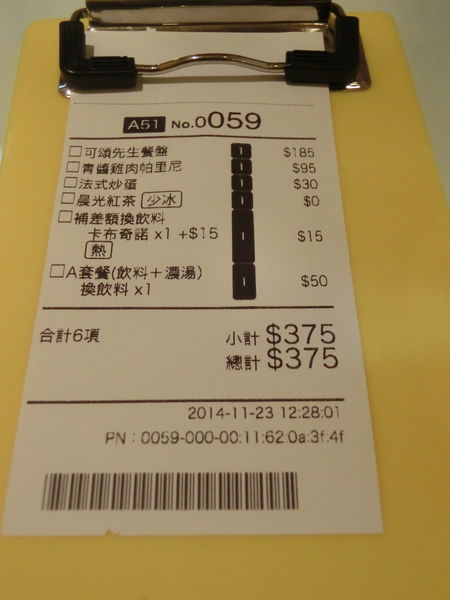 A51 No.0059
□可頌先生餐盤 1 $185
□青醬雞肉帕里尼 1 $95
□法式炒蛋 1 $30
□晨光紅茶 少冰 1 $0
□補差額換飲料
卡布奇諾 x1 +$15 1 $15
熱
□A套餐(飲料＋濃湯) 1 $50
換飲料 x1
合計6項 小計 $375
總計 $375
2014-11-23 12:28:01
PN：0059-000-00:11:62:0a:3f:4f